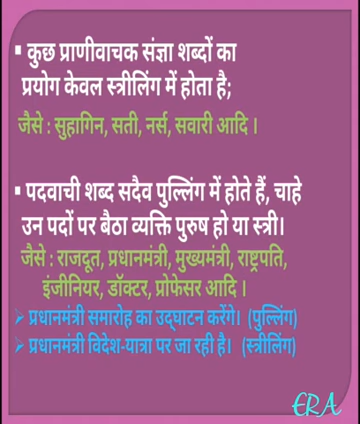 ▪ कुछ प्राणीवाचक संज्ञा शब्दों का
प्रयोग केवल स्त्रीलिंग में होता है;
जैसे : सुहागिन, सती, नर्स, सवारी आदि ।
▪ पदवाची शब्द सदैव पुल्लिंग में होते हैं, चाहे
उन पदों पर बैठा व्यक्ति पुरुष हो या स्त्री।
जैसे : राजदूत, प्रधानमंत्री, मुख्यमंत्री, राष्ट्रपति,
इंजीनियर, डॉक्टर, प्रोफेसर आदि ।
➢ प्रधानमंत्री समारोह का उद्घाटन करेंगे। (पुल्लिंग)
➢ प्रधानमंत्री विदेश-यात्रा पर जा रही है। (स्त्रीलिंग)
ERA